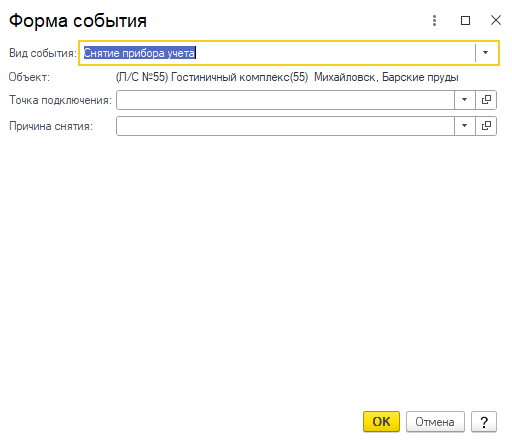 Форма события
Вид события: Снятие прибора учета
Объект: (П/С №55) Гостиничный комплекс(55) Михайловск, Барские пруды
Точка подключения:
Причина снятия:
OK Отмена ?